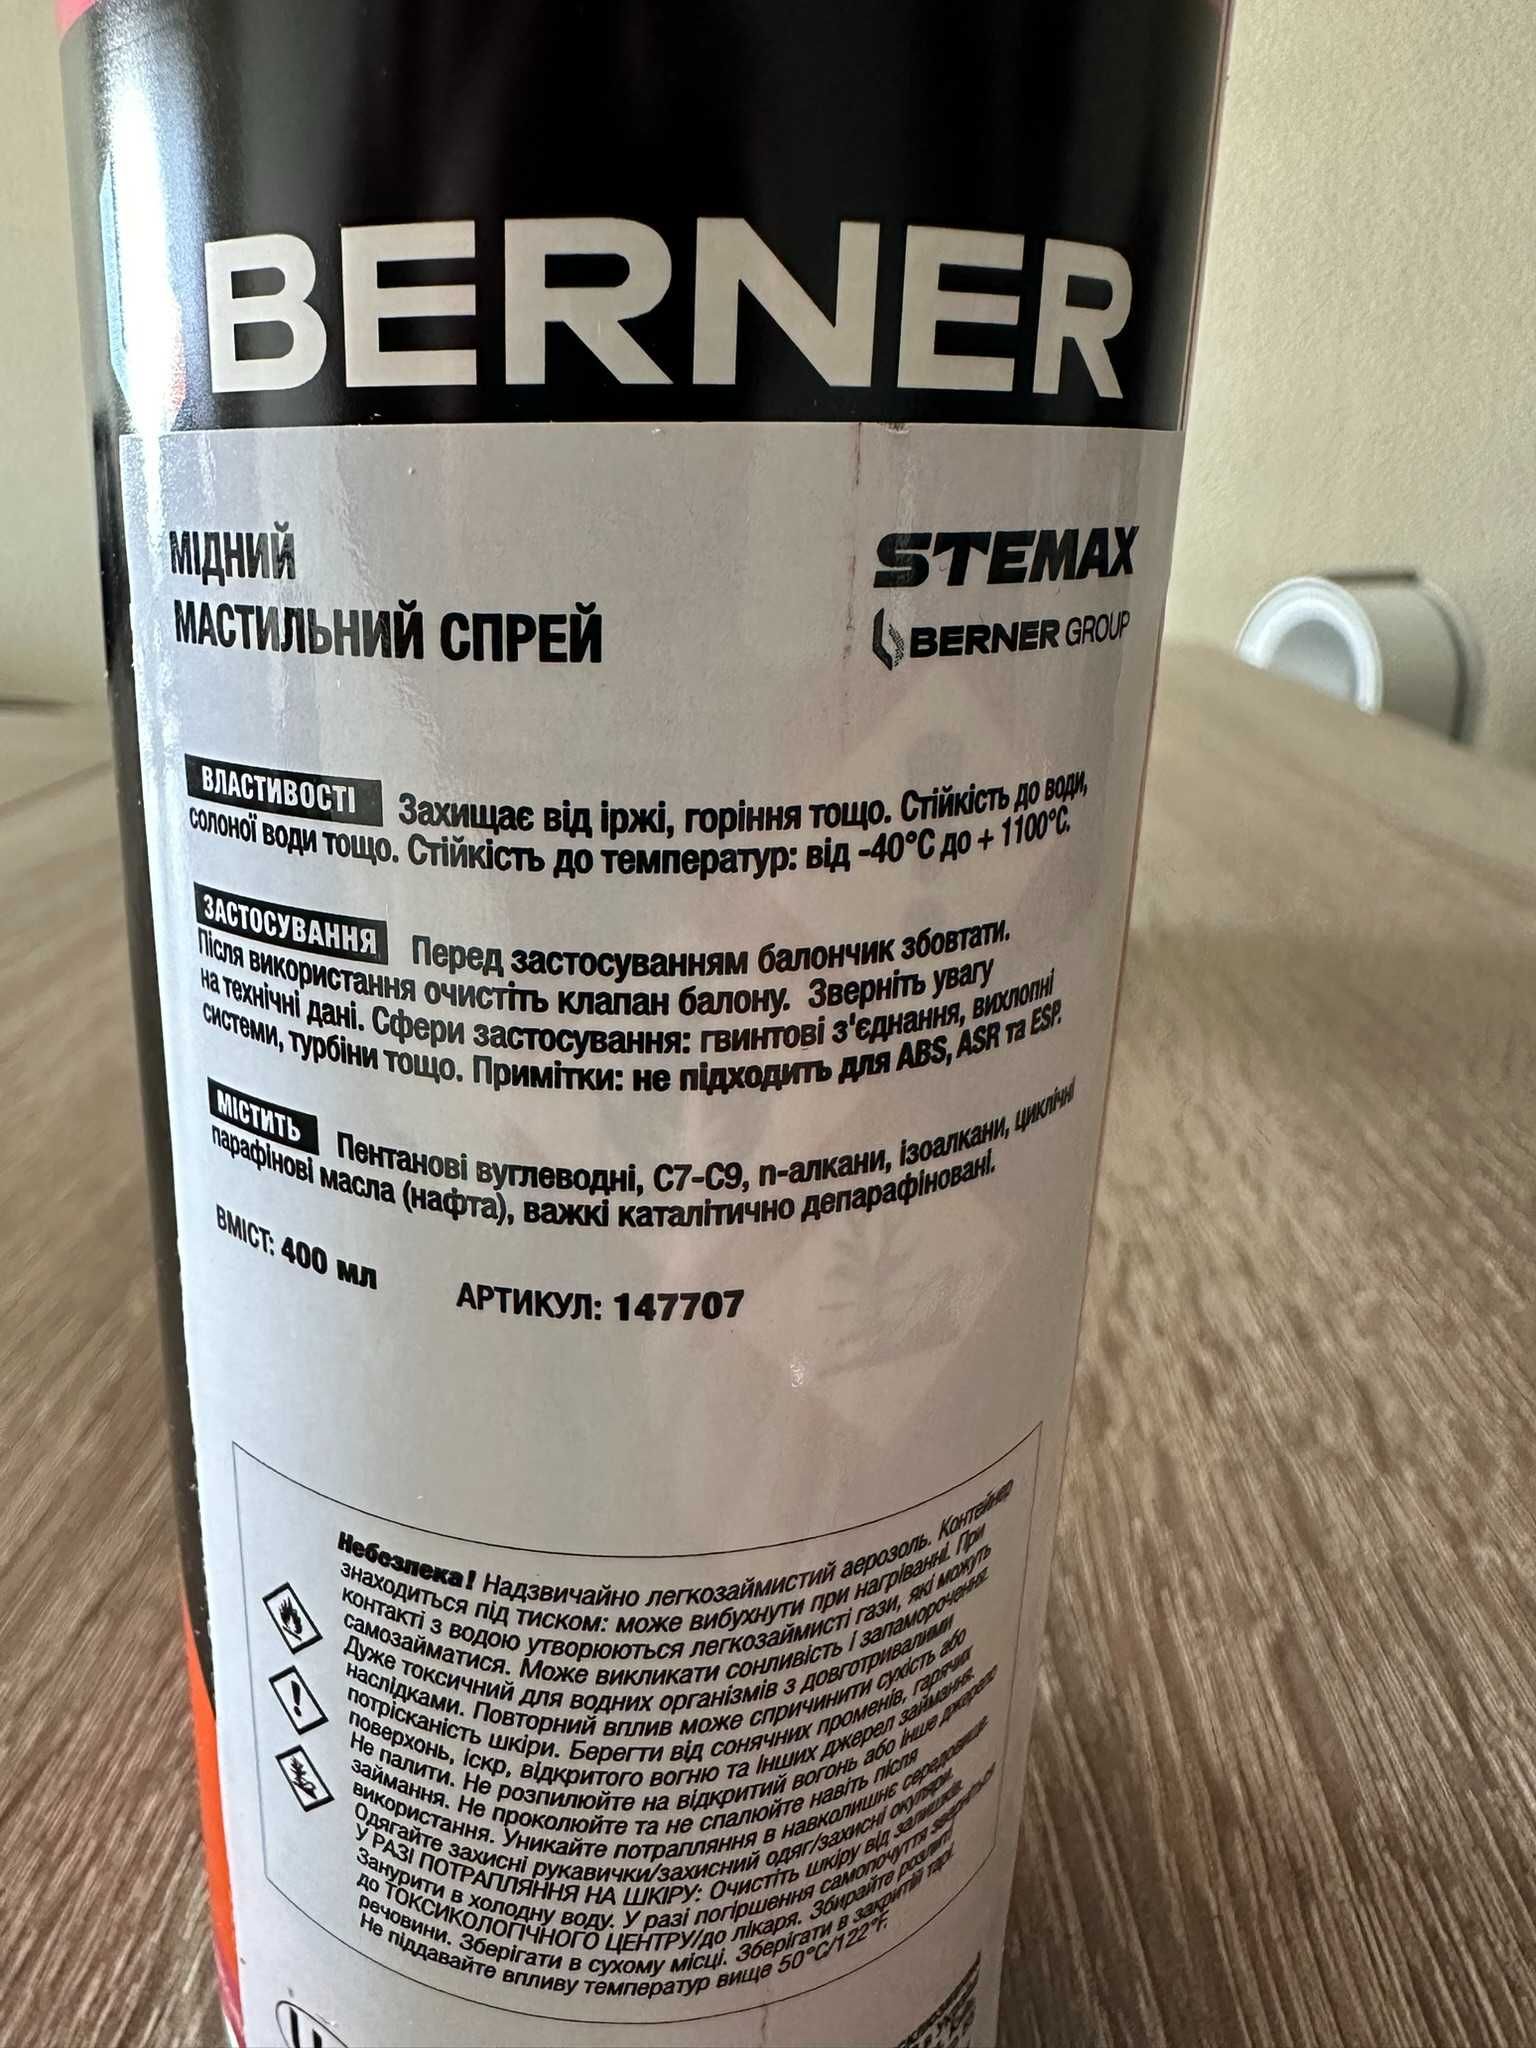 BERNER
МІДНИЙ
МАСТИЛЬНИЙ СПРЕЙ
STEMAX
BERNER GROUP
ВЛАСТИВОСТІ Захищає від іржі, горіння тощо. Стійкість до води,
солоної води тощо. Стійкість до температур: від -40°C до + 1100°C.
ЗАСТОСУВАННЯ Перед застосуванням балончик збовтати.
Після використання очистіть клапан балону. Зверніть увагу
на технічні дані. Сфери застосування: гвинтові з'єднання, вихлопні
системи, турбіни тощо. Примітки: не підходить для ABS, ASR та ESP.
МІСТИТЬ Пентанові вуглеводні, С7-С9, n-алкани, ізоалкани, циклічні
парафінові масла (нафта), важкі каталітично депарафіновані.
ВМІСТ: 400 мл
АРТИКУЛ: 147707
Небезпека! Надзвичайно легкозаймистий аерозоль. Контейнер
знаходиться під тиском: може вибухнути при нагріванні. При
контакті з водою утворюються легкозаймисті гази, які можуть
самозайматися. Може викликати сонливість і запаморочення.
Дуже токсичний для водних організмів з довготривалими
наслідками. Повторний вплив може спричинити сухість або
потрісканість шкіри. Берегти від сонячних променів, гарячих
поверхонь, іскр, відкритого вогню та інших джерел займання.
Не палити. Не розпилюйте на відкритий вогонь або інше джерело
займання. Не проколюйте та не спалюйте навіть після
використання. Уникайте потрапляння в навколишнє середовище.
Одягайте захисні рукавички/захисний одяг/захисні окуляри.
У РАЗІ ПОТРАПЛЯННЯ НА ШКІРУ: Очистіть шкіру від залишків.
Занурити в холодну воду. У разі погіршення самопочуття зверніться
до ТОКСИКОЛОГІЧНОГО ЦЕНТРУ/до лікаря. Збирайте розлиті
речовини. Зберігати в сухому місці. Зберігати в закритій тарі.
Не піддавайте впливу температур вище 50°C/122°F.